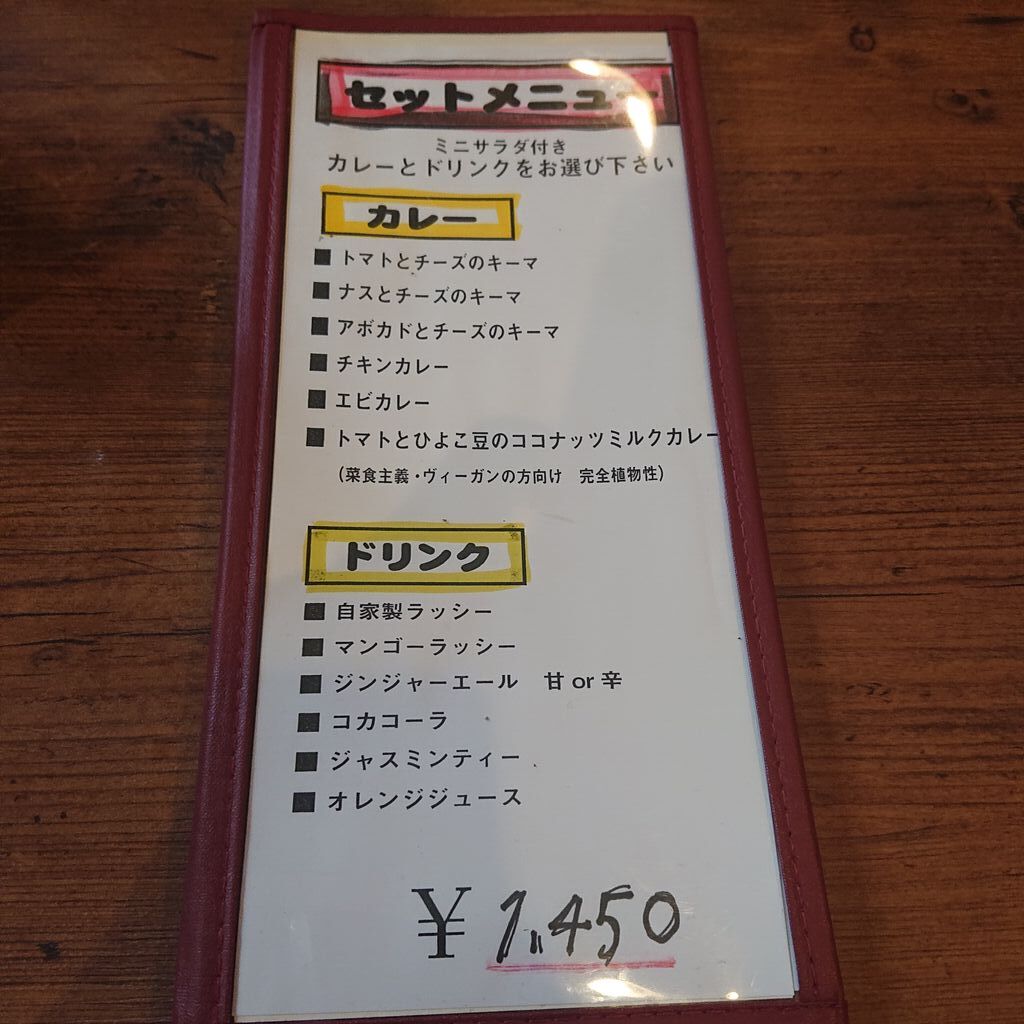 セットメニュー
ミニサラダ付き
カレーとドリンクをお選び下さい
カレー
■ トマトとチーズのキーマ
■ ナスとチーズのキーマ
■ アボカドとチーズのキーマ
■ チキンカレー
■ エビカレー
■ トマトとひよこ豆のココナッツミルクカレー
(菜食主義・ヴィーガンの方向け 完全植物性)
ドリンク
■ 自家製ラッシー
■ マンゴーラッシー
■ ジンジャーエール 甘 or 辛
■ コカコーラ
■ ジャスミンティー
■ オレンジジュース
¥ 1,450